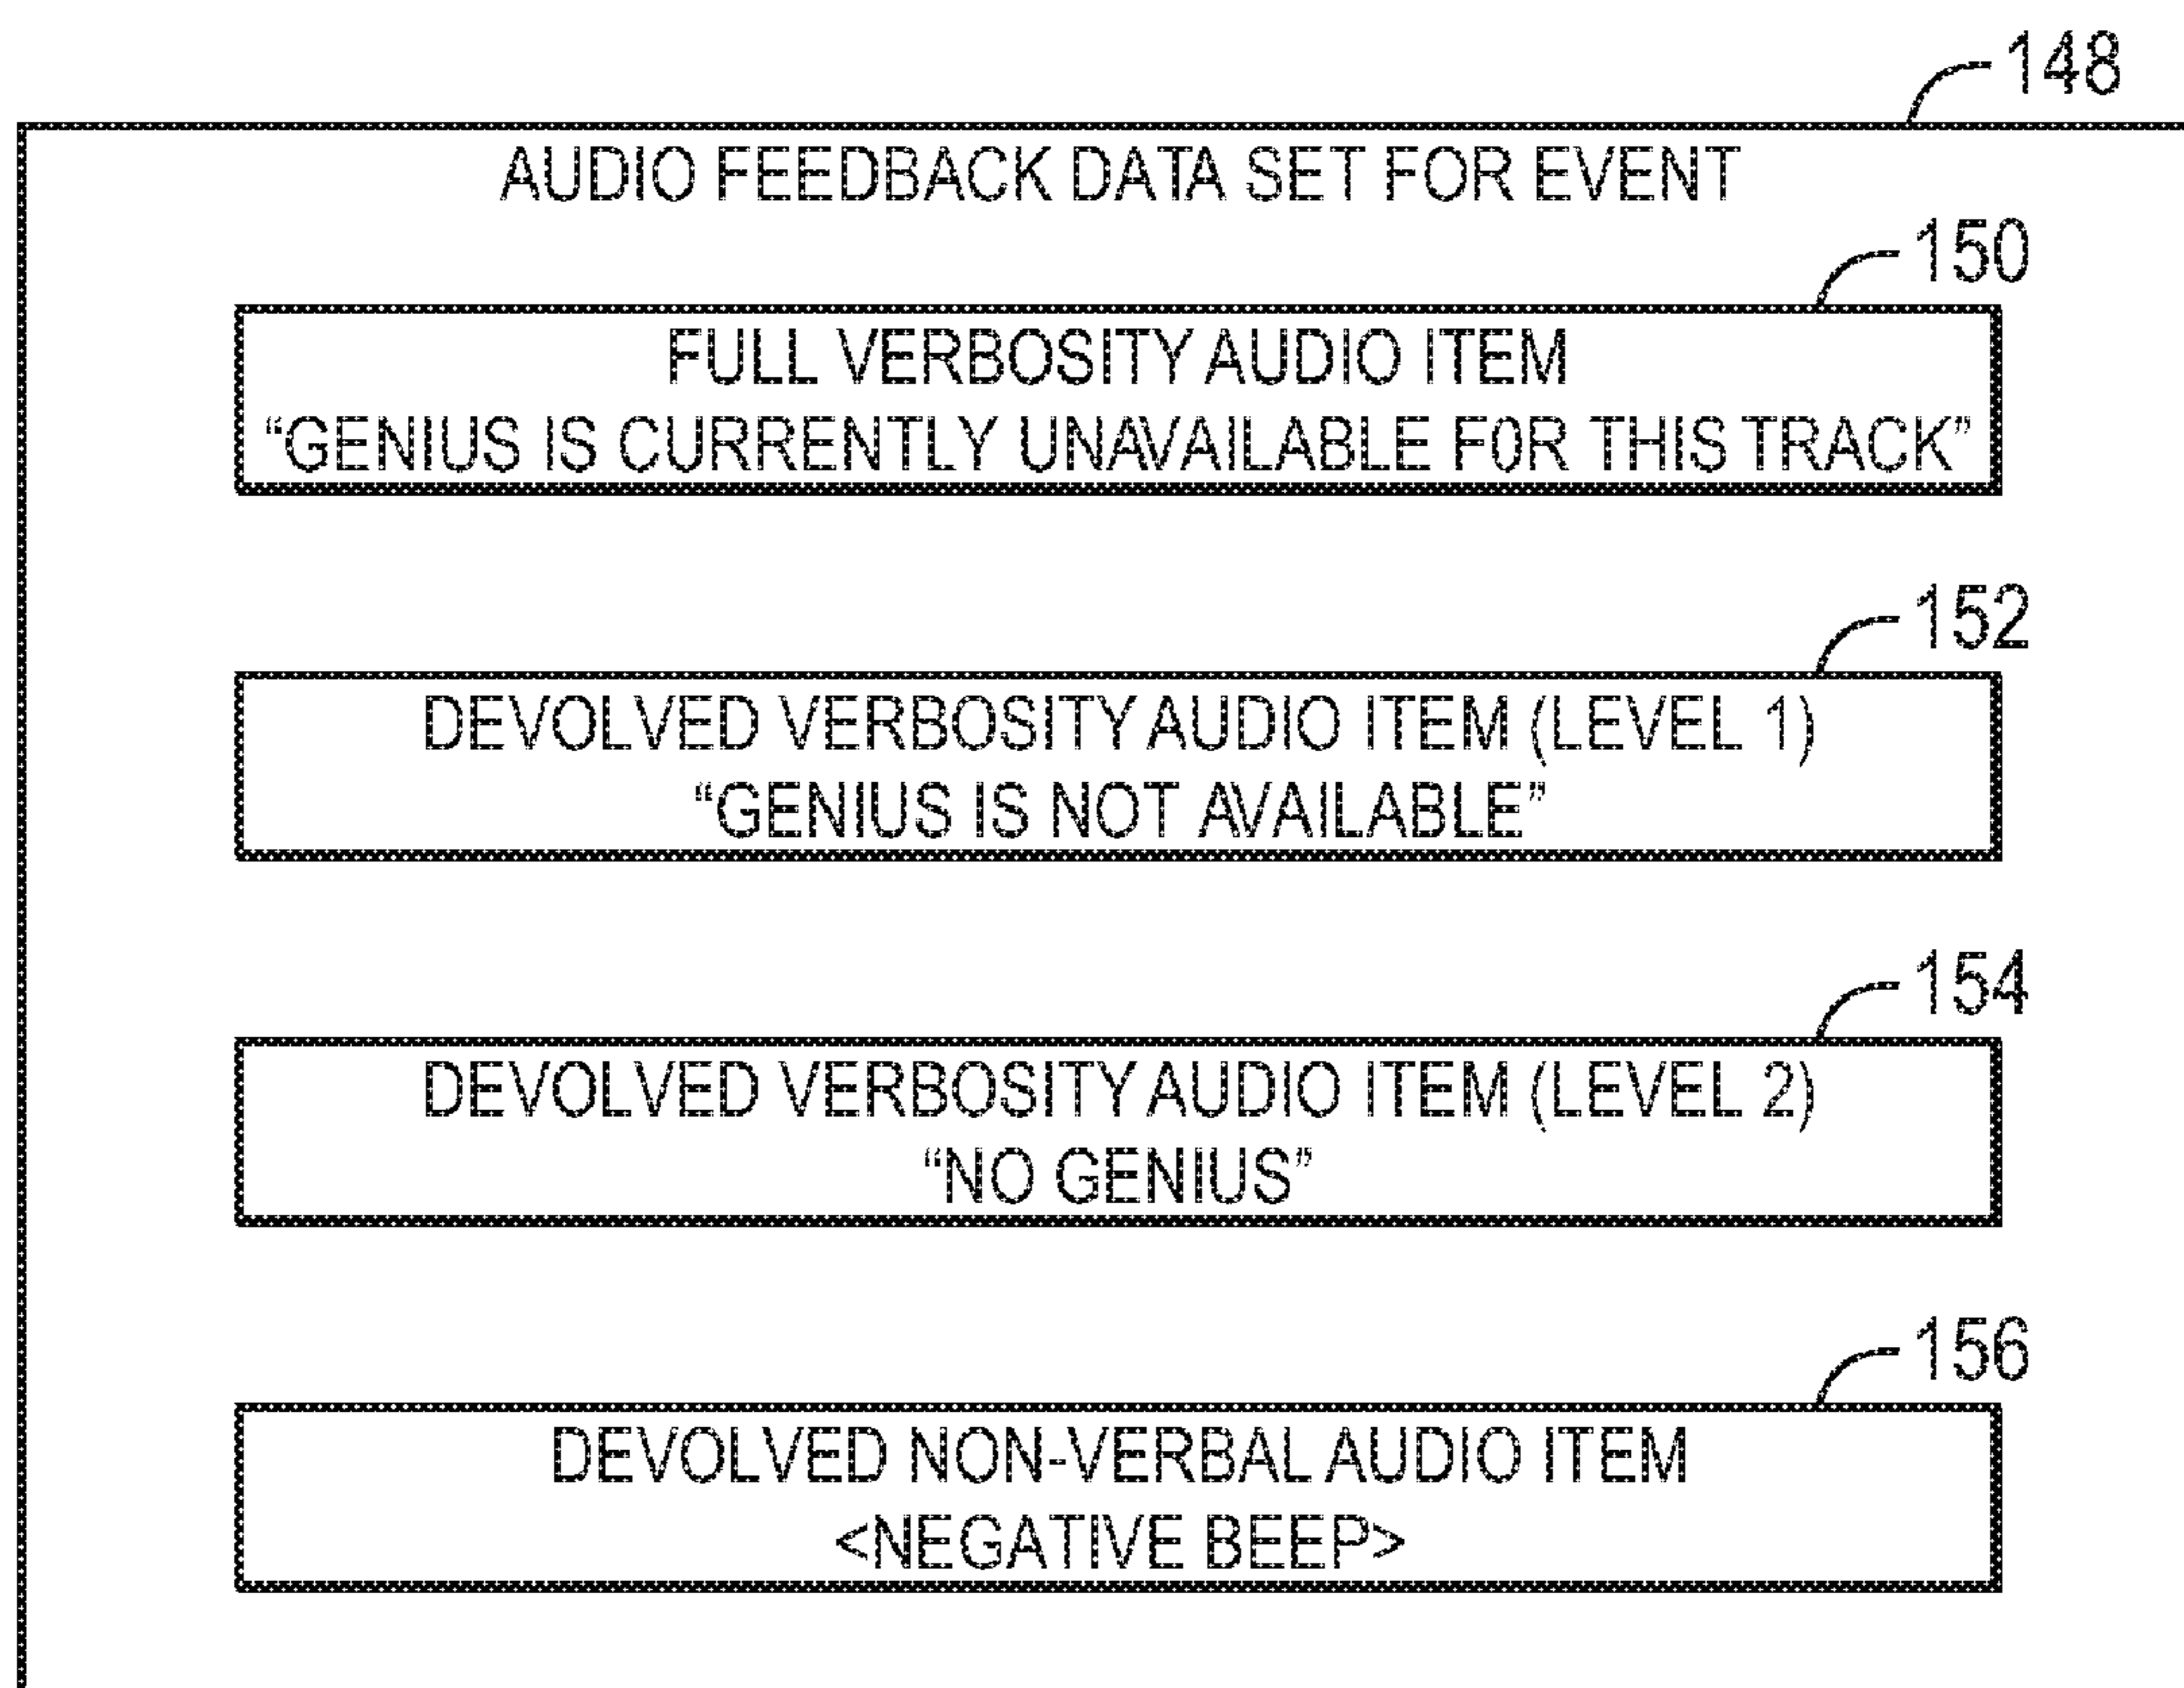 148
AUDIO FEEDBACK DATA SET FOR EVENT
150
FULL VERBOSITY AUDIO ITEM
“GENIUS IS CURRENTLY UNAVAILABLE F0R THIS TRACK”
152
DEVOLVED VERBOSITY AUDIO ITEM (LEVEL 1)
“GENIUS IS NOT AVAILABLE”
154
DEVOLVED VERBOSITY AUDIO ITEM (LEVEL 2)
“NO GENIUS”
156
DEVOLVED NON-VERBAL AUDIO ITEM
<NEGATIVE BEEP>